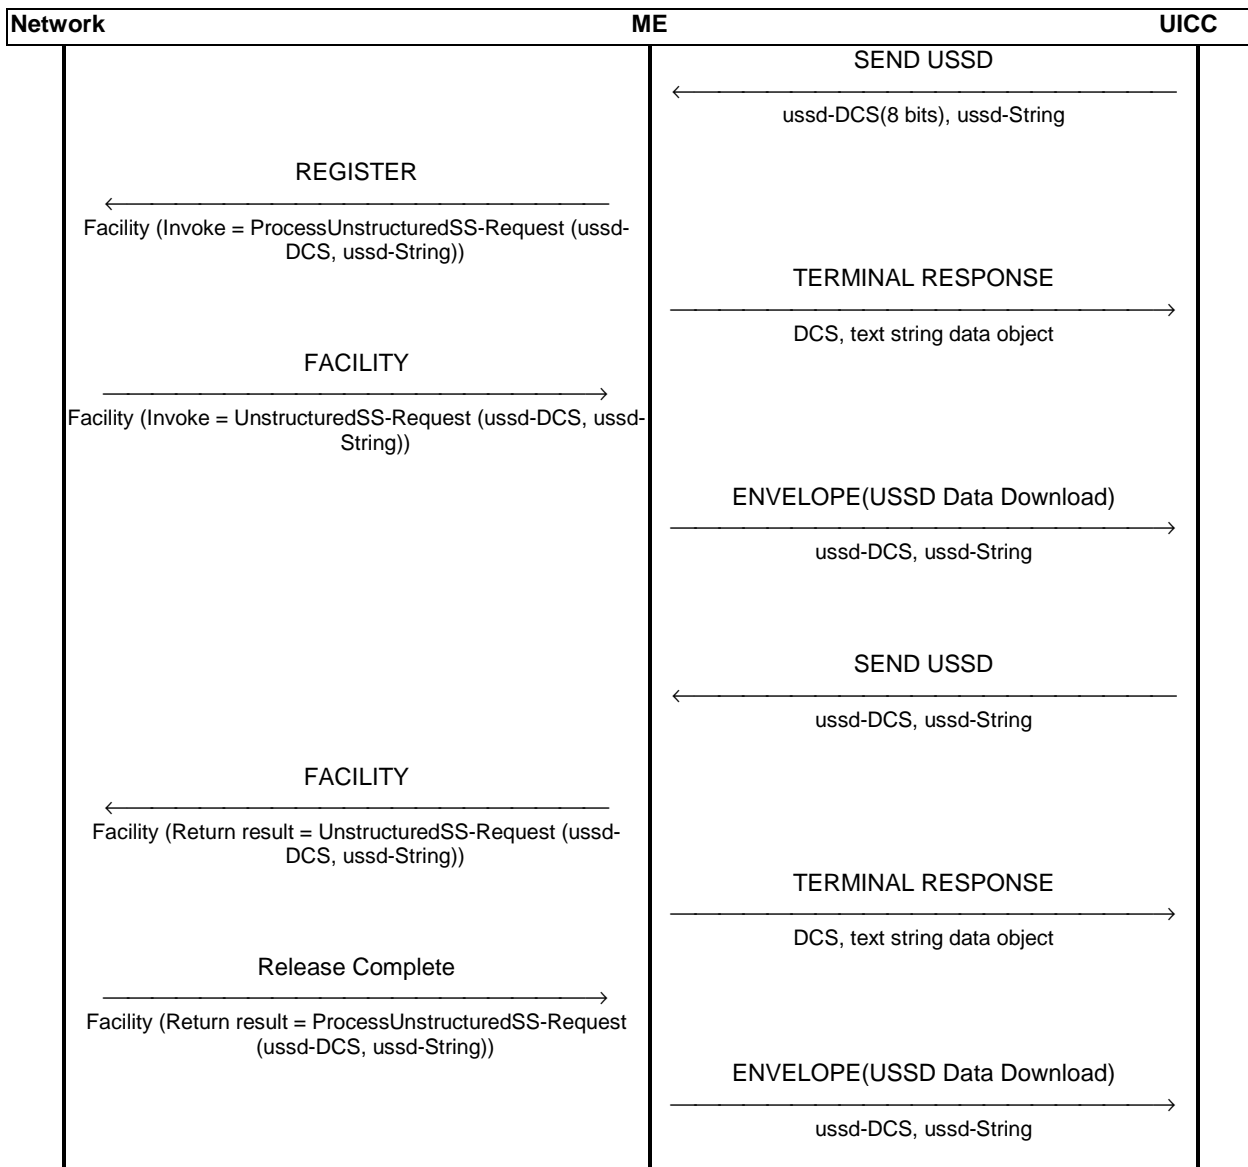 Network ME UICC
SEND USSD
ussd-DCS(8 bits), ussd-String
REGISTER
Facility (Invoke = ProcessUnstructuredSS-Request (ussd-
DCS, ussd-String))
TERMINAL RESPONSE
DCS, text string data object
FACILITY
Facility (Invoke = UnstructuredSS-Request (ussd-DCS, ussd-
String))
ENVELOPE(USSD Data Download)
ussd-DCS, ussd-String
SEND USSD
ussd-DCS, ussd-String
FACILITY
Facility (Return result = UnstructuredSS-Request (ussd-
DCS, ussd-String))
TERMINAL RESPONSE
DCS, text string data object
Release Complete
Facility (Return result = ProcessUnstructuredSS-Request
(ussd-DCS, ussd-String))
ENVELOPE(USSD Data Download)
ussd-DCS, ussd-String